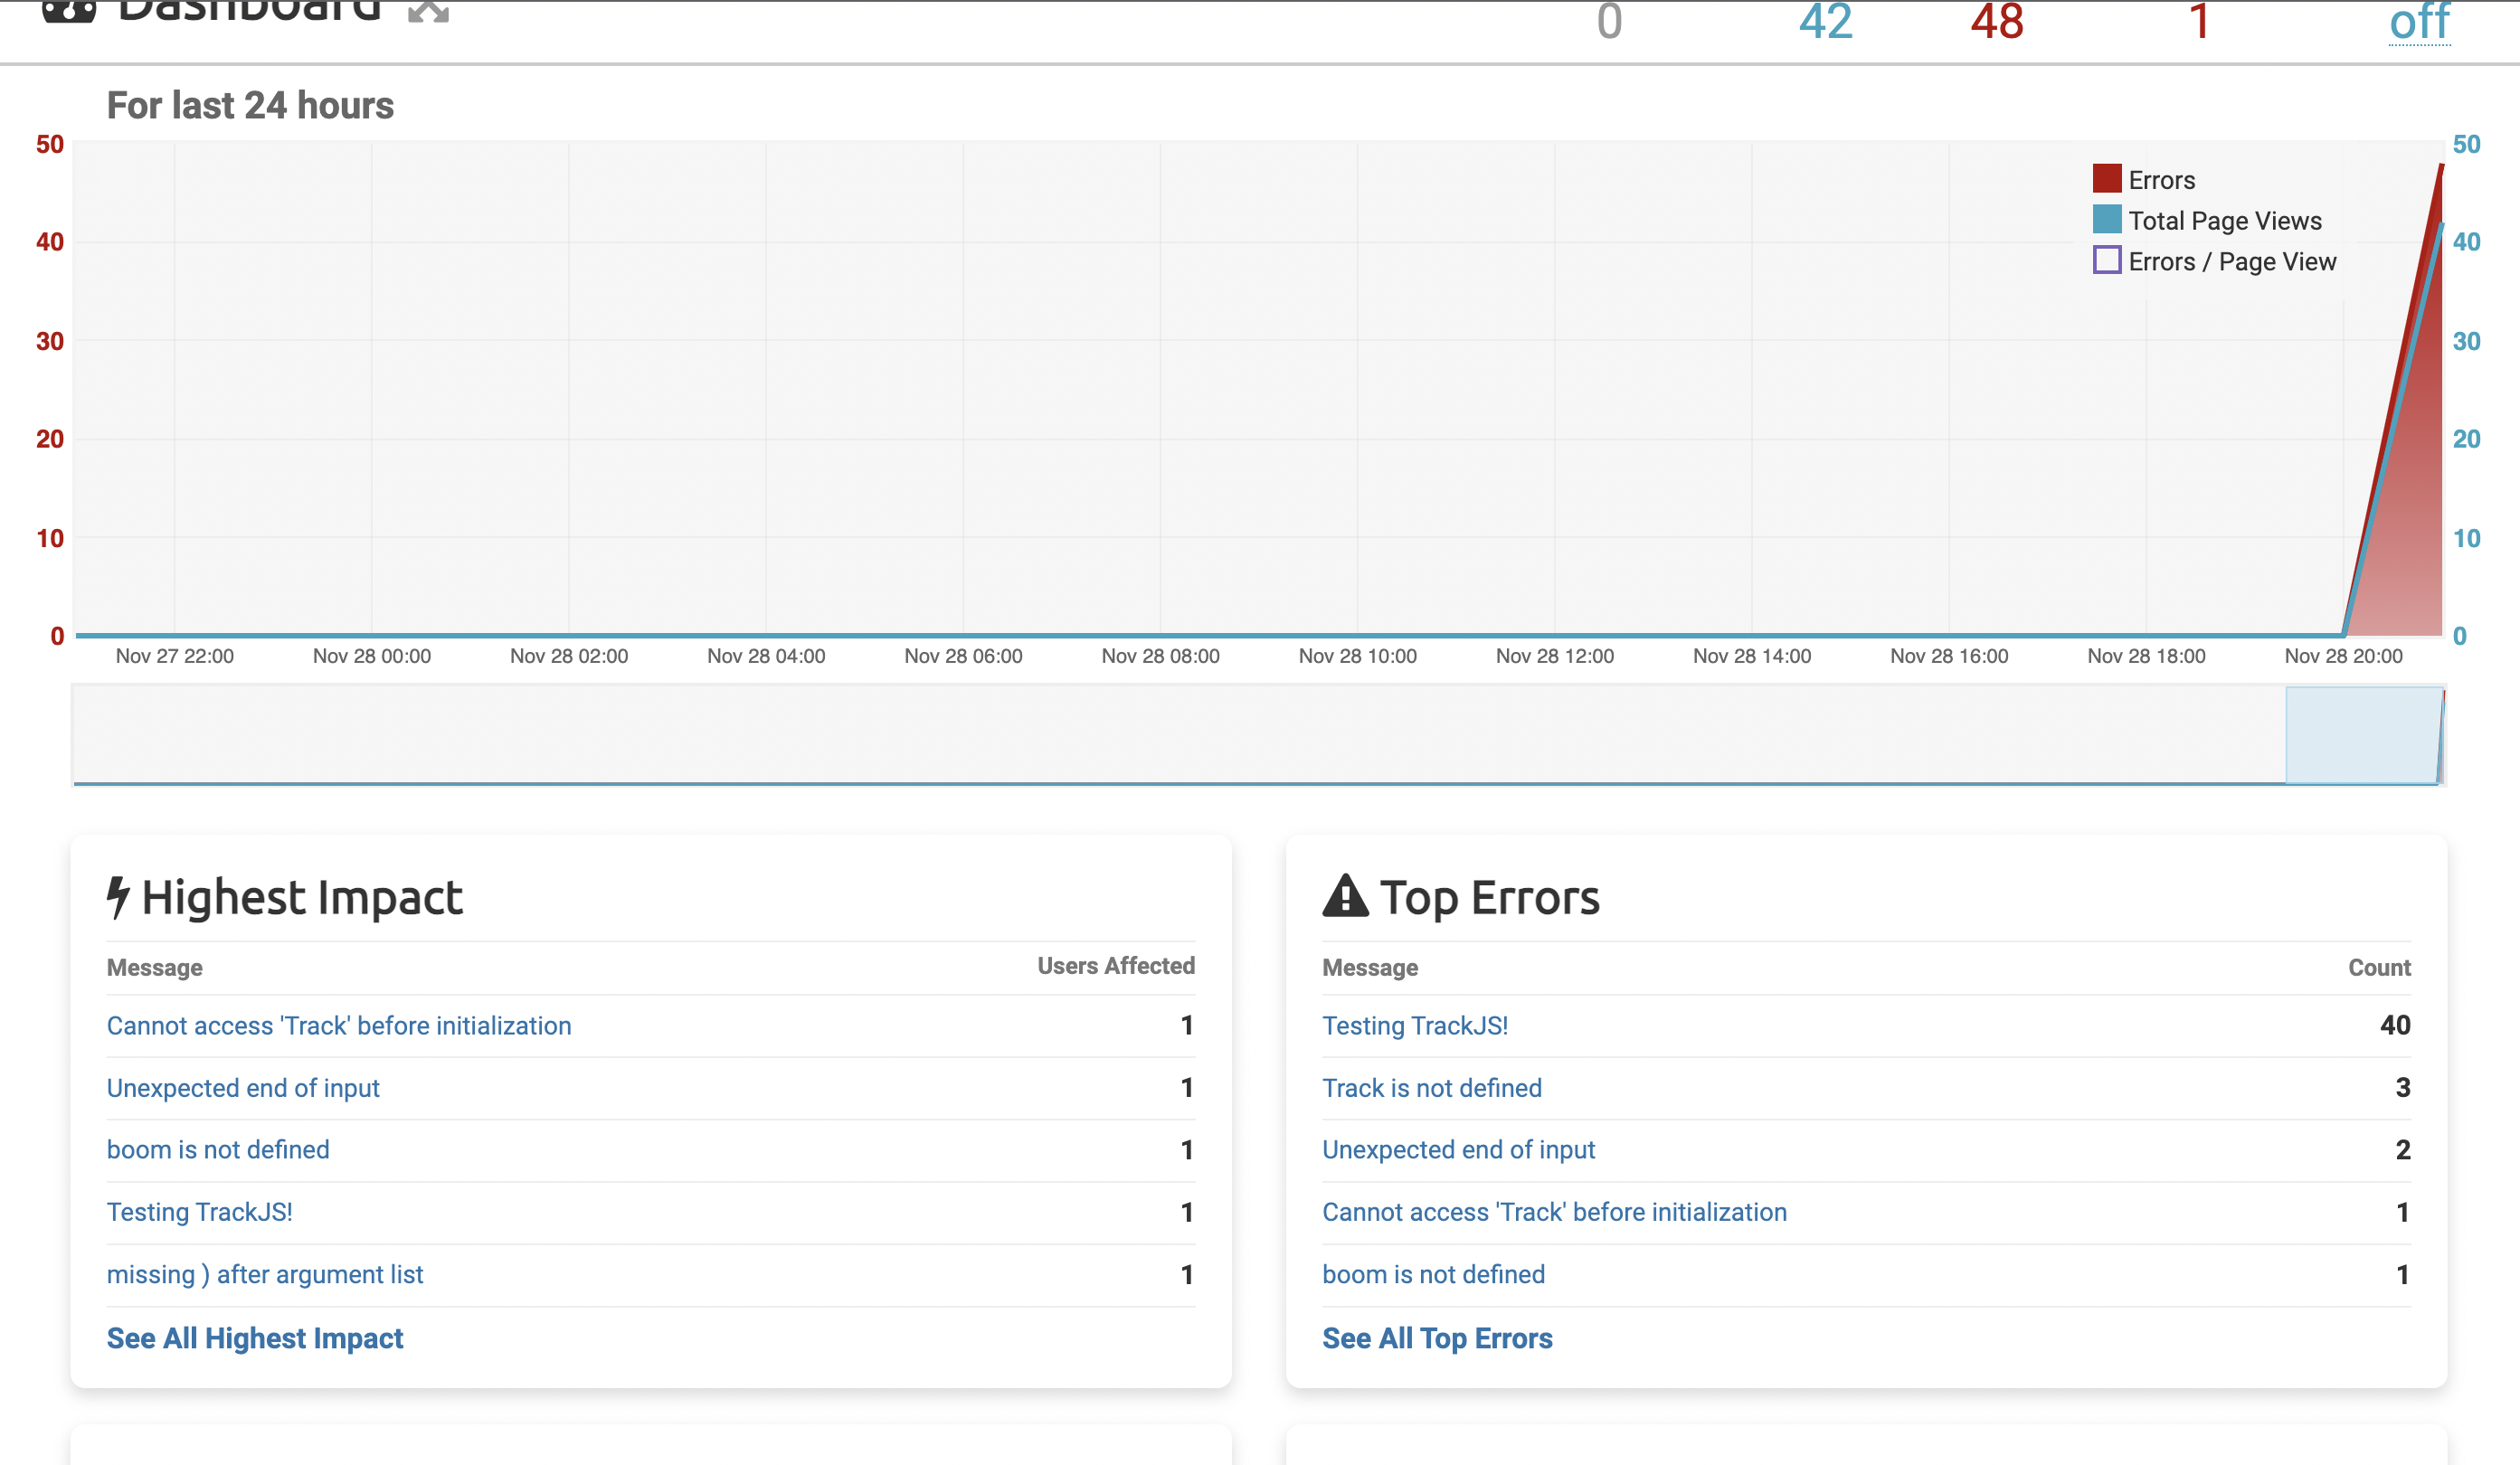 Dashboard 0 42 48 1 off
For last 24 hours
50 50
Errors
Total Page Views
40 40
Errors / Page View
30 30
20 20
10 10
0 0
Nov 27 22:00 Nov 28 00:00 Nov 28 02:00 Nov 28 04:00 Nov 28 06:00 Nov 28 08:00 Nov 28 10:00 Nov 28 12:00 Nov 28 14:00 Nov 28 16:00 Nov 28 18:00 Nov 28 20:00
Highest Impact
Message Users Affected
Cannot access 'Track' before initialization 1
Unexpected end of input 1
boom is not defined 1
Testing TrackJS! 1
missing ) after argument list 1
See All Highest Impact
Top Errors
Message Count
Testing TrackJS! 40
Track is not defined 3
Unexpected end of input 2
Cannot access 'Track' before initialization 1
boom is not defined 1
See All Top Errors